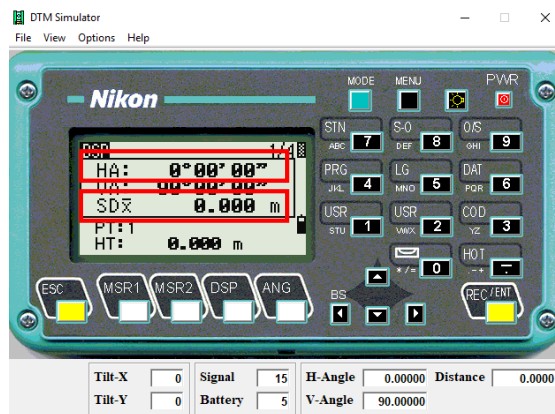 DTM Simulator
File View Options Help
MODE MENU PWR
Nikon
DSP 1/4
HA: 0°00'00"
00°00'00"
SDx̅ 0.000 m
PT:1
HT: 0.000 m
STN ABC 7 S-O DEF 8 O/S GHI 9
PRG JKL 4 LG MNO 5 DAT PQR 6
USR STU 1 USR VWX 2 COD YZ 3
*/= 0 HOT -+ .
ESC MSR1 MSR2 DSP ANG BS REC/ENT
Tilt-X 0 Signal 15 H-Angle 0.00000 Distance 0.0000
Tilt-Y 0 Battery 5 V-Angle 90.00000